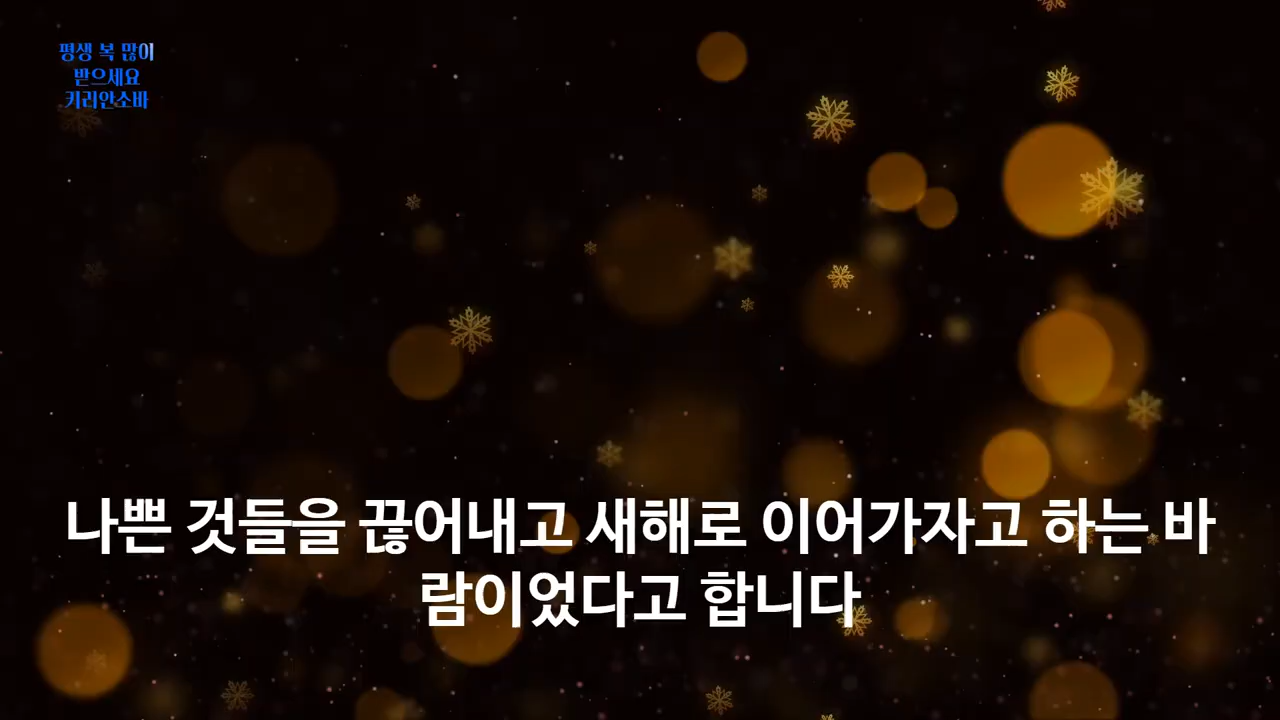 평생 복 많이
받으세요
키리안소바
나쁜 것들을 끊어내고 새해로 이어가자고 하는 바
람이었다고 합니다